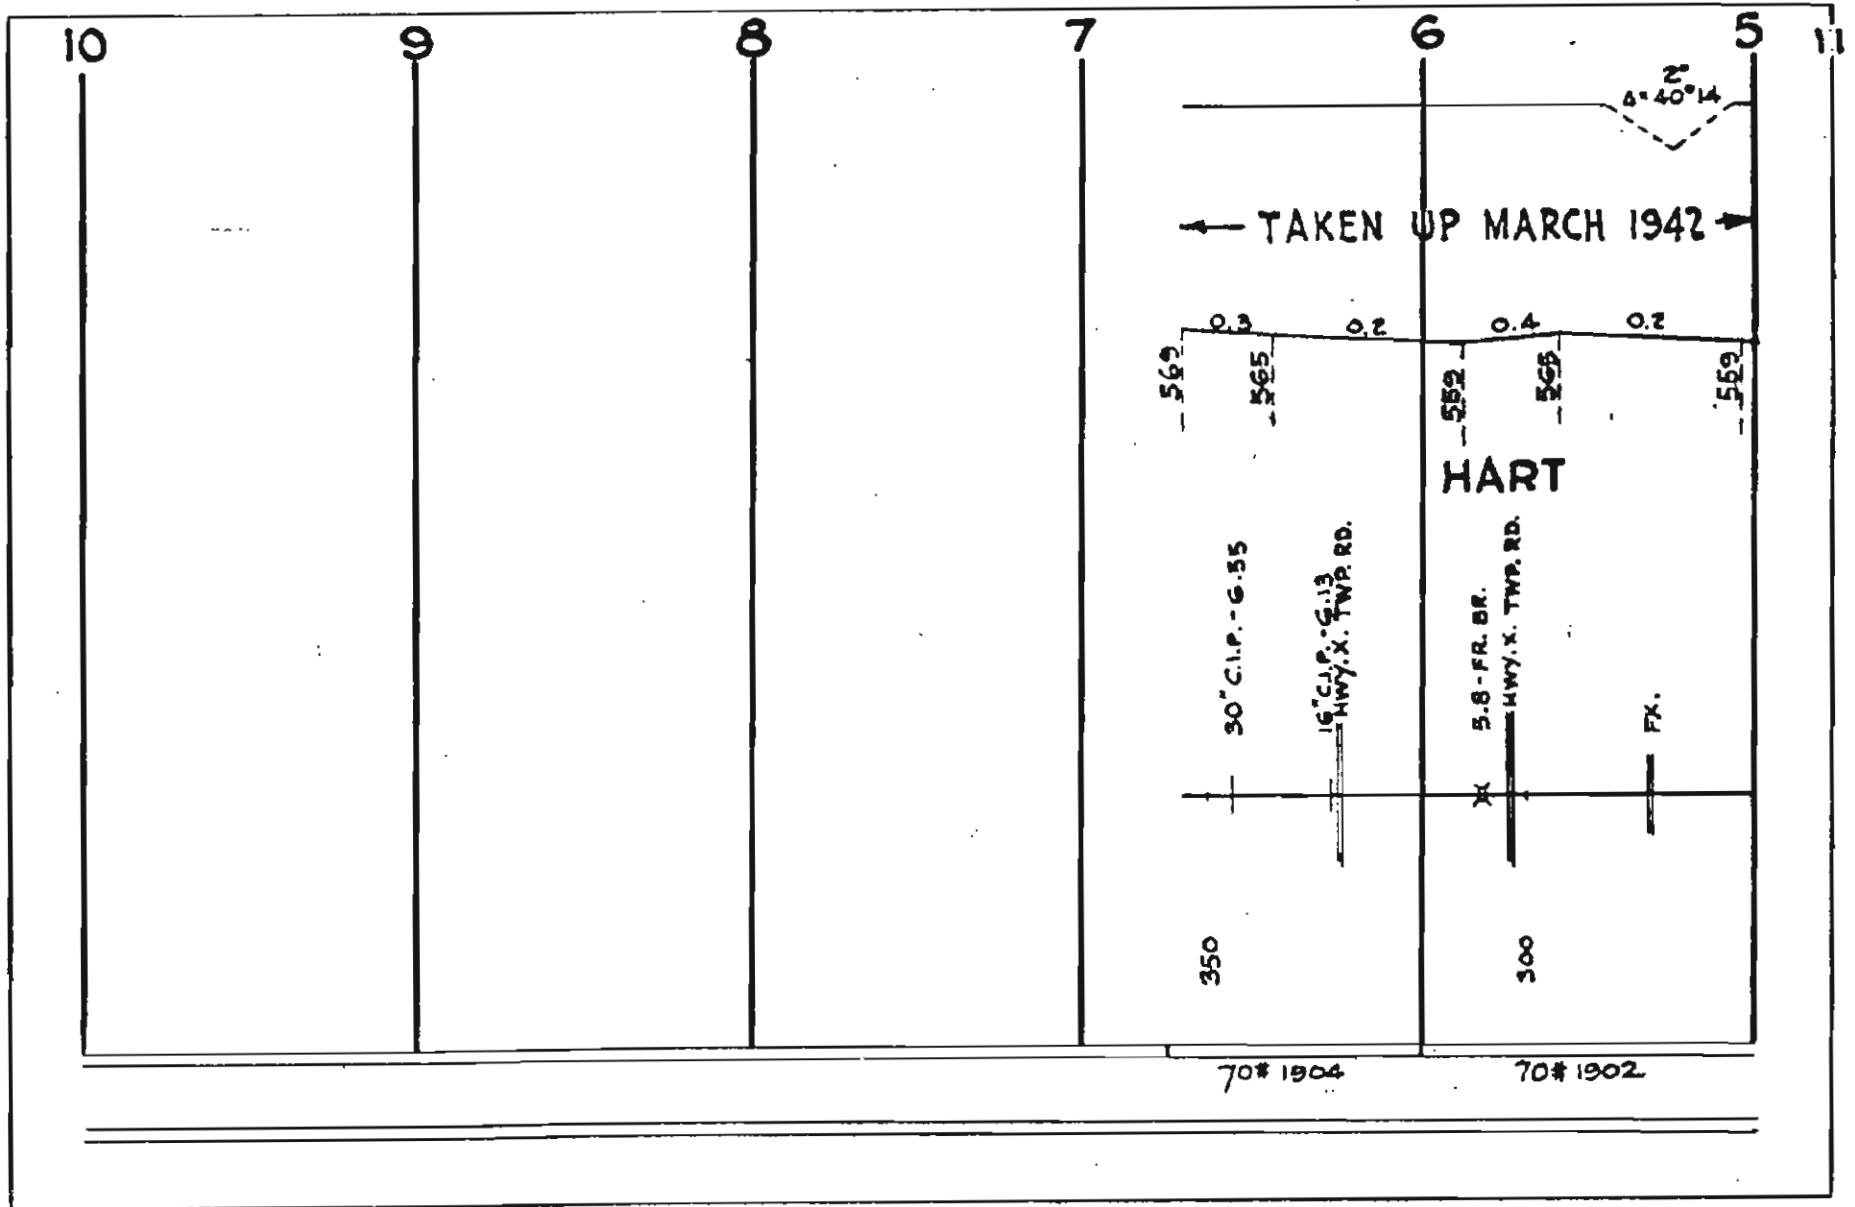 10 9 8 7 6 5 11
2°
Δ=40°14
TAKEN UP MARCH 1942
0.3 0.2 0.4 0.2
569 565 559 565 559
HART
30" C.I.P. - G.55
16" C.I.P. - G.13
HWY. X. TWP. RD.
5.8 - FR. BR.
HWY. X. TWP. RD.
FX.
350 300
70# 1904 70# 1902